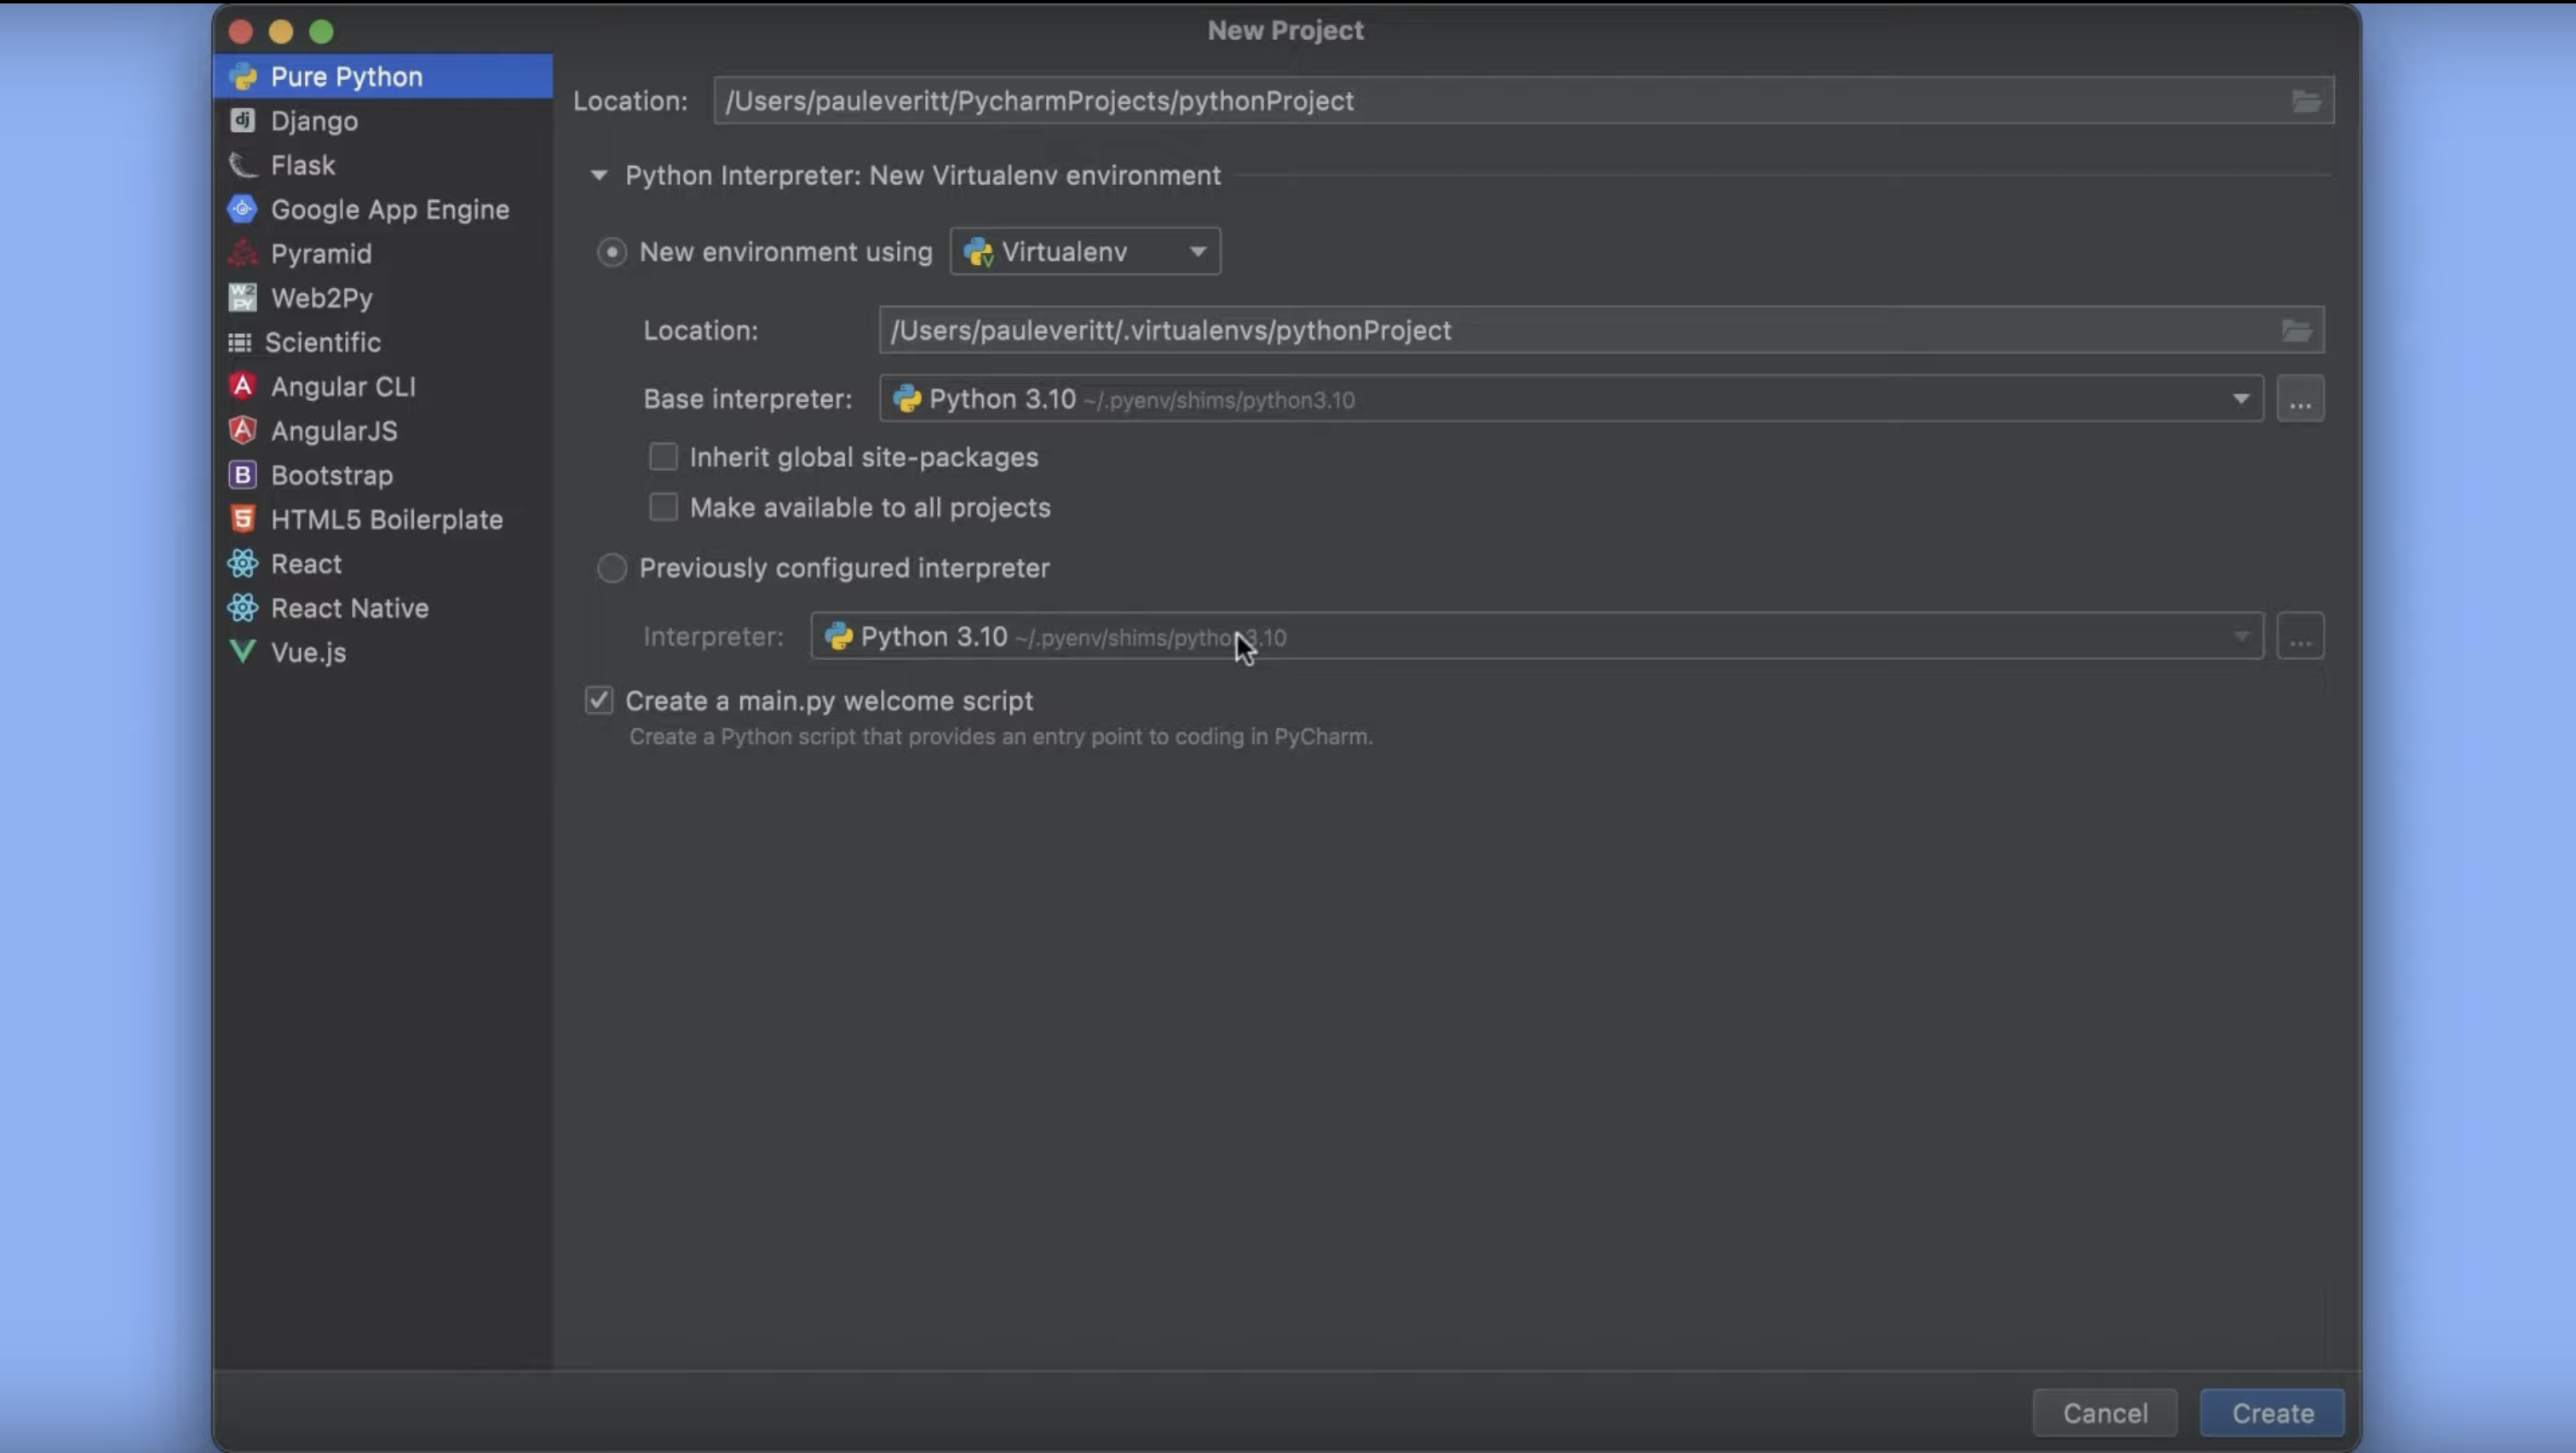 New Project
Pure Python
Django
Flask
Google App Engine
Pyramid
Web2Py
Scientific
Angular CLI
AngularJS
Bootstrap
HTML5 Boilerplate
React
React Native
Vue.js
Location: /Users/pauleveritt/PycharmProjects/pythonProject
Python Interpreter: New Virtualenv environment
New environment using Virtualenv
Location: /Users/pauleveritt/.virtualenvs/pythonProject
Base interpreter: Python 3.10 ~/.pyenv/shims/python3.10 ...
Inherit global site-packages
Make available to all projects
Previously configured interpreter
Interpreter: Python 3.10 ~/.pyenv/shims/python3.10 ...
Create a main.py welcome script
Create a Python script that provides an entry point to coding in PyCharm.
Cancel Create